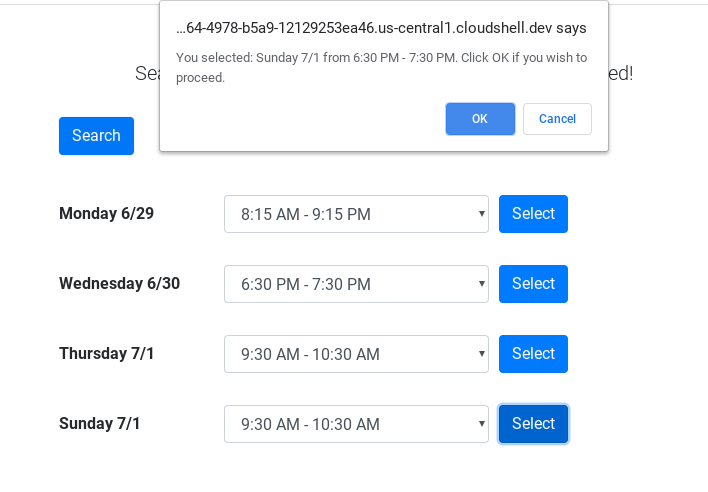 ...64-4978-b5a9-12129253ea46.us-central1.cloudshell.dev says
You selected: Sunday 7/1 from 6:30 PM - 7:30 PM. Click OK if you wish to
proceed.
OK
Cancel
Search
Monday 6/29
8:15 AM - 9:15 PM
Select
Wednesday 6/30
6:30 PM - 7:30 PM
Select
Thursday 7/1
9:30 AM - 10:30 AM
Select
Sunday 7/1
9:30 AM - 10:30 AM
Select